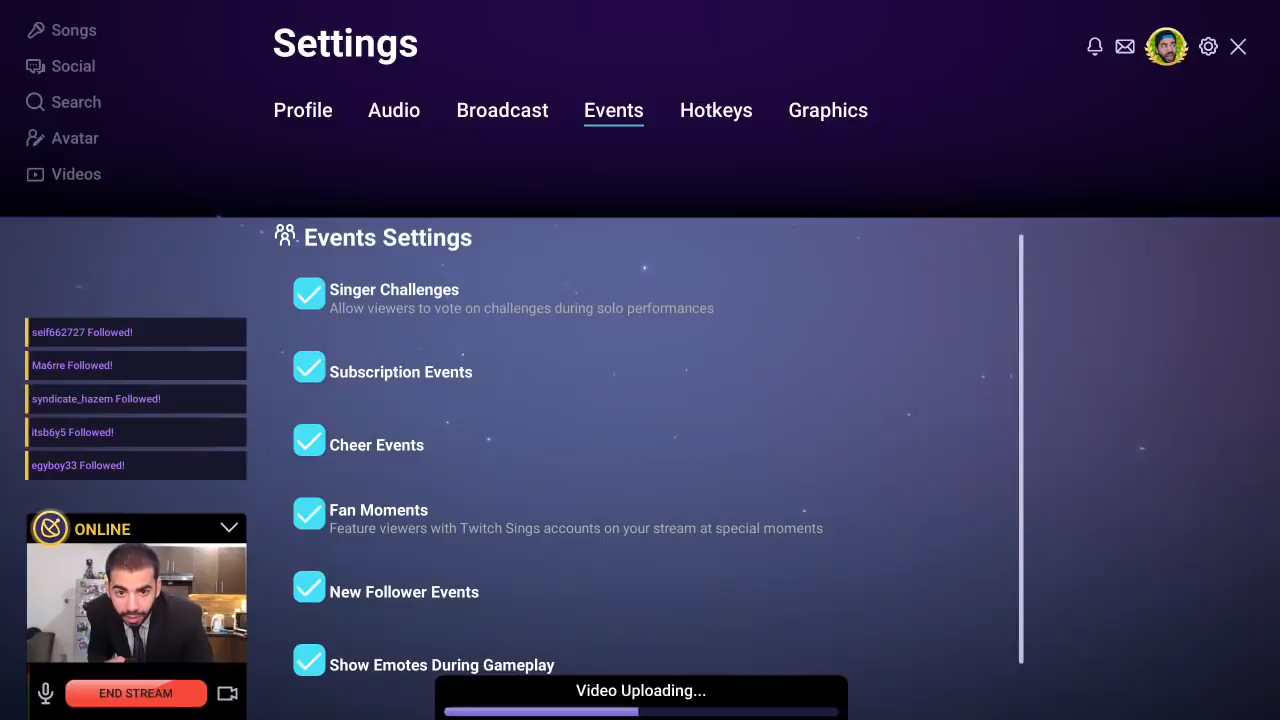 Songs
Social
Search
Avatar
Videos
Settings
Profile Audio Broadcast Events Hotkeys Graphics
Events Settings
Singer Challenges
Allow viewers to vote on challenges during solo performances
Subscription Events
Cheer Events
Fan Moments
Feature viewers with Twitch Sings accounts on your stream at special moments
New Follower Events
Show Emotes During Gameplay
seif662727 Followed!
Ma6rre Followed!
syndicate_hazem Followed!
itsb6y5 Followed!
egyboy33 Followed!
ONLINE
END STREAM
Video Uploading...